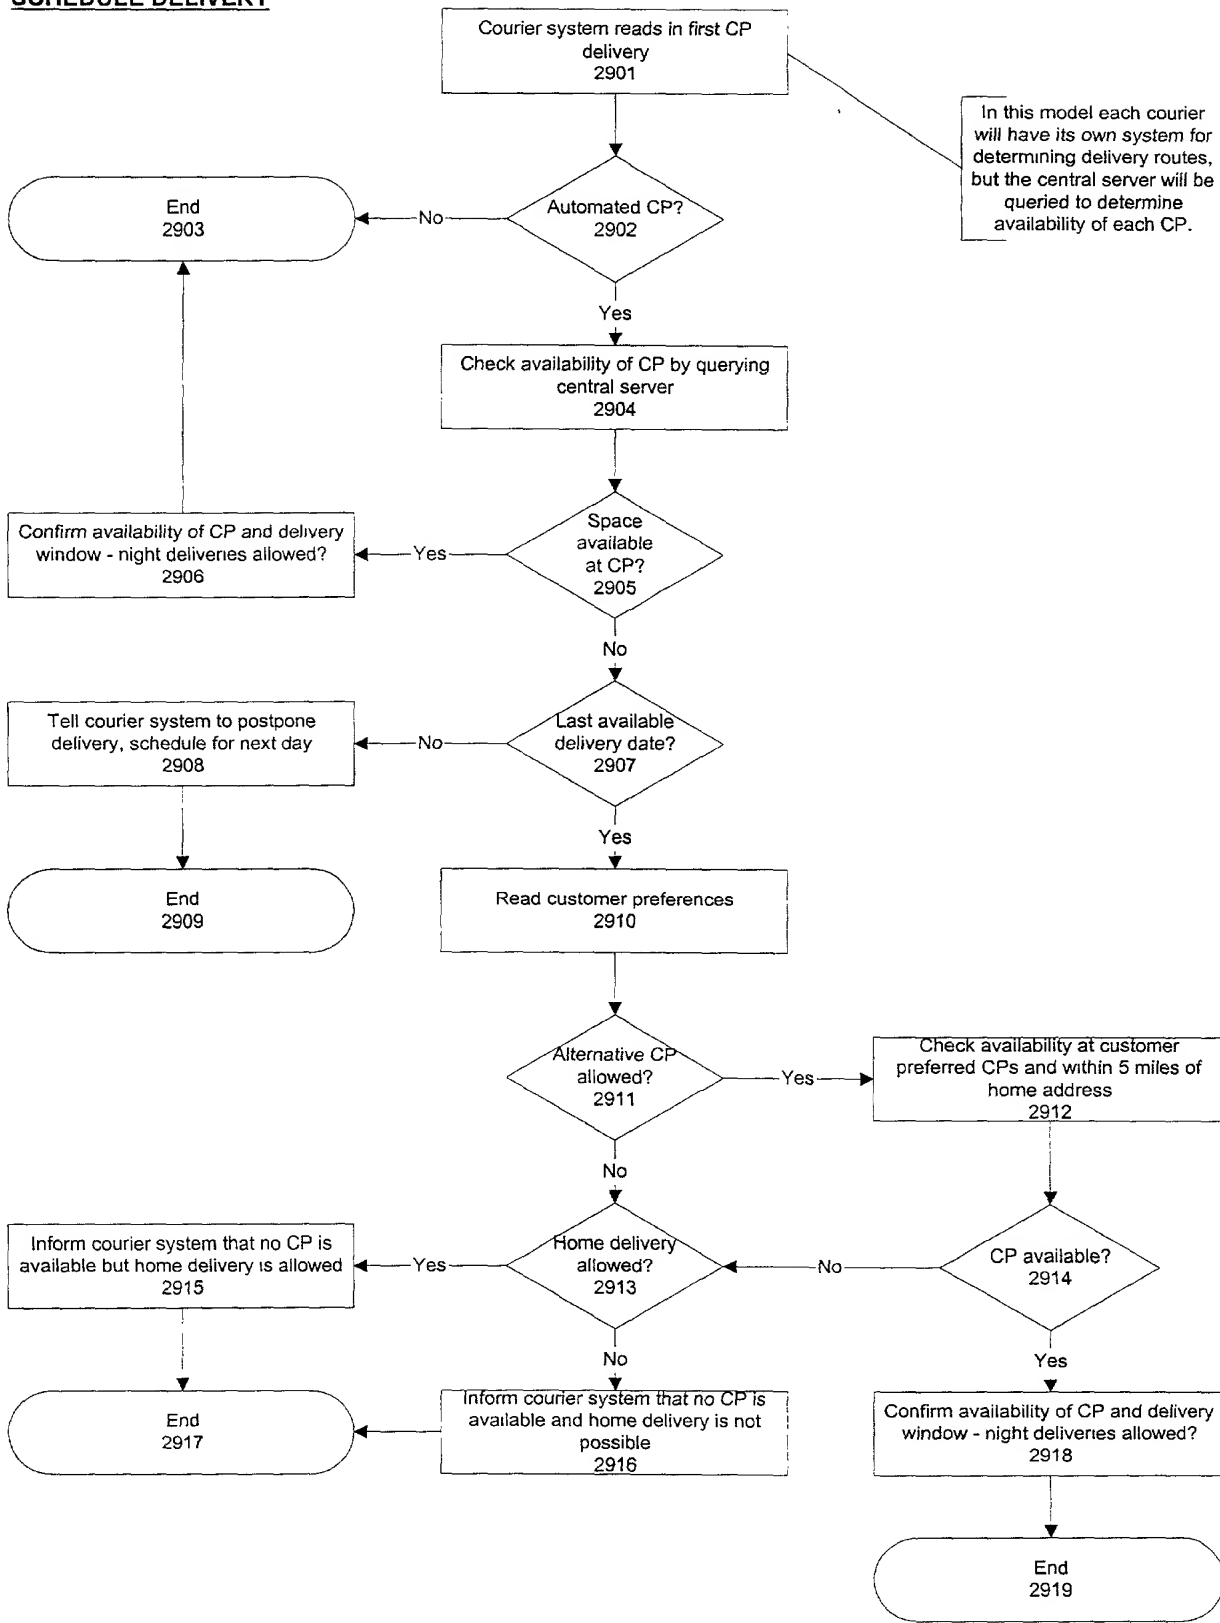 SCHEDULE DELIVERY
Courier system reads in first CP
delivery
2901
In this model each courier
will have its own system for
determining delivery routes,
but the central server will be
queried to determine
availability of each CP.
Automated CP?
2902
No
End
2903
Yes
Check availability of CP by querying
central server
2904
Space
available
at CP?
2905
Yes
Confirm availability of CP and delivery
window - night deliveries allowed?
2906
No
Last available
delivery date?
2907
No
Tell courier system to postpone
delivery, schedule for next day
2908
End
2909
Yes
Read customer preferences
2910
Alternative CP
allowed?
2911
Yes
Check availability at customer
preferred CPs and within 5 miles of
home address
2912
No
Home delivery
allowed?
2913
CP available?
2914
No
Yes
Inform courier system that no CP is
available but home delivery is allowed
2915
No
Inform courier system that no CP is
available and home delivery is not
possible
2916
End
2917
Yes
Confirm availability of CP and delivery
window - night deliveries allowed?
2918
End
2919